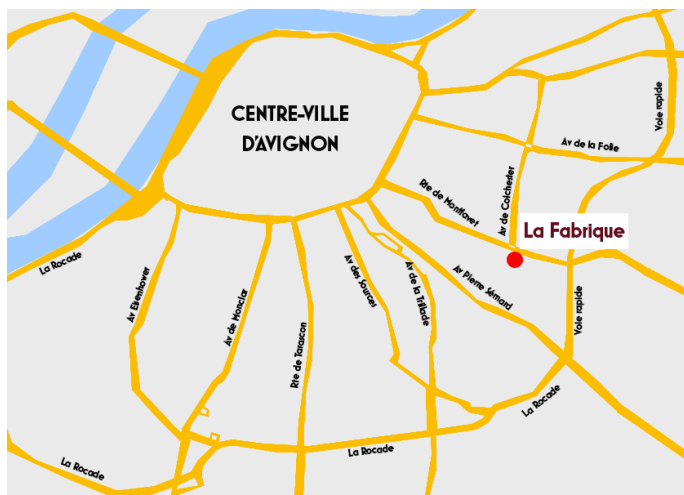 CENTRE-VILLE
D'AVIGNON
Voie rapide
Av de la Folie
Rte de Montfavet
Av de Colchester
La Fabrique
La Rocade
Av Eisenhover
Av de Monclar
Rte de Tarascon
Av des Sources
Av de la Trillade
Av Pierre Sémard
Voie rapide
La Rocade
La Rocade
La Rocade